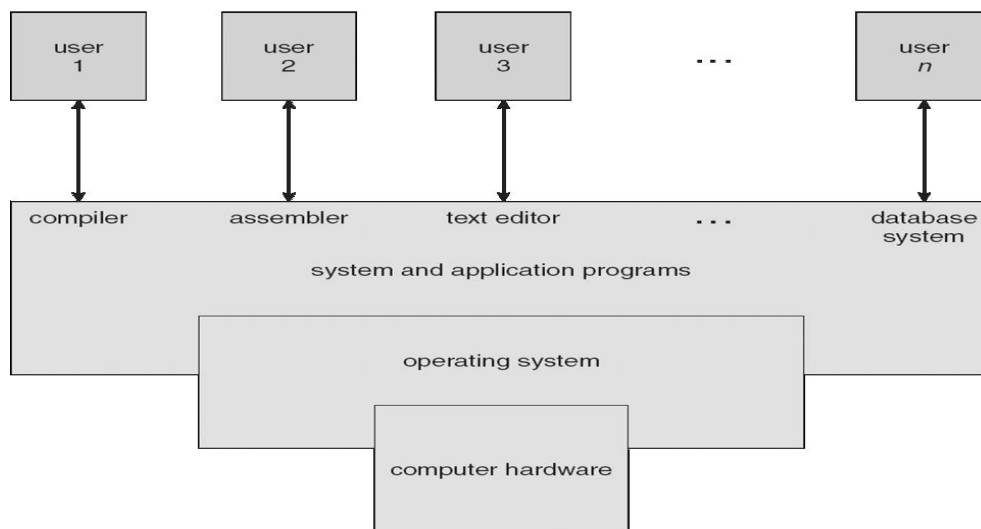 user
1
user
2
user
3
...
user
n
compiler
assembler
text editor
...
database
system
system and application programs
operating system
computer hardware